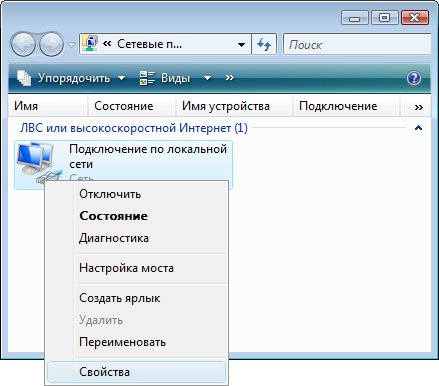 « Сетевые п...
Поиск
Упорядочить Виды »
Имя Состояние Имя устройства Подключение »
ЛВС или высокоскоростной Интернет (1)
Подключение по локальной
сети
Сеть
Отключить
Состояние
Диагностика
Настройка моста
Создать ярлык
Удалить
Переименовать
Свойства